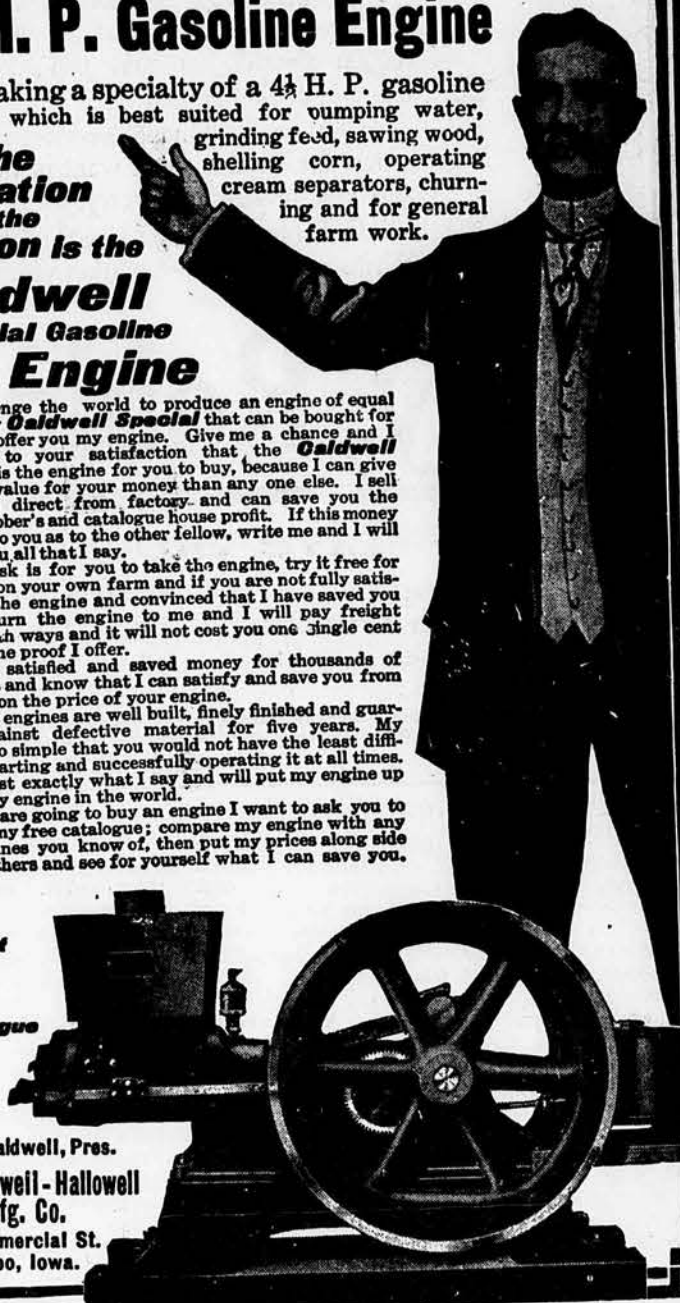 H. P. Gasoline Engine
aking a specialty of a 4½ H. P. gasoline
which is best suited for pumping water,
grinding feed, sawing wood,
shelling corn, operating
cream separators, churn-
ing and for general
farm work.
he
ation
the
on is the
dwell
ial Gasoline
Engine
nge the world to produce an engine of equal
Caldwell Special that can be bought for
offer you my engine. Give me a chance and I
to your satisfaction that the Caldwell
is the engine for you to buy, because I can give
value for your money than any one else. I sell
direct from factory and can save you the
ober's and catalogue house profit. If this money
o you as to the other fellow, write me and I will
u all that I say.
sk is for you to take the engine, try it free for
on your own farm and if you are not fully satis-
he engine and convinced that I have saved you
urn the engine to me and I will pay freight
th ways and it will not cost you one single cent
he proof I offer.
satisfied and saved money for thousands of
and know that I can satisfy and save you from
on the price of your engine.
engines are well built, finely finished and guar-
ainst defective material for five years. My
o simple that you would not have the least diffi-
arting and successfully operating it at all times.
st exactly what I say and will put my engine up
y engine in the world.
are going to buy an engine I want to ask you to
my free catalogue; compare my engine with any
nes you know of, then put my prices along side
thers and see for yourself what I can save you.
f
gue
aldwell, Pres.
well-Hallowell
fg. Co.
mercial St.
oo, Iowa.